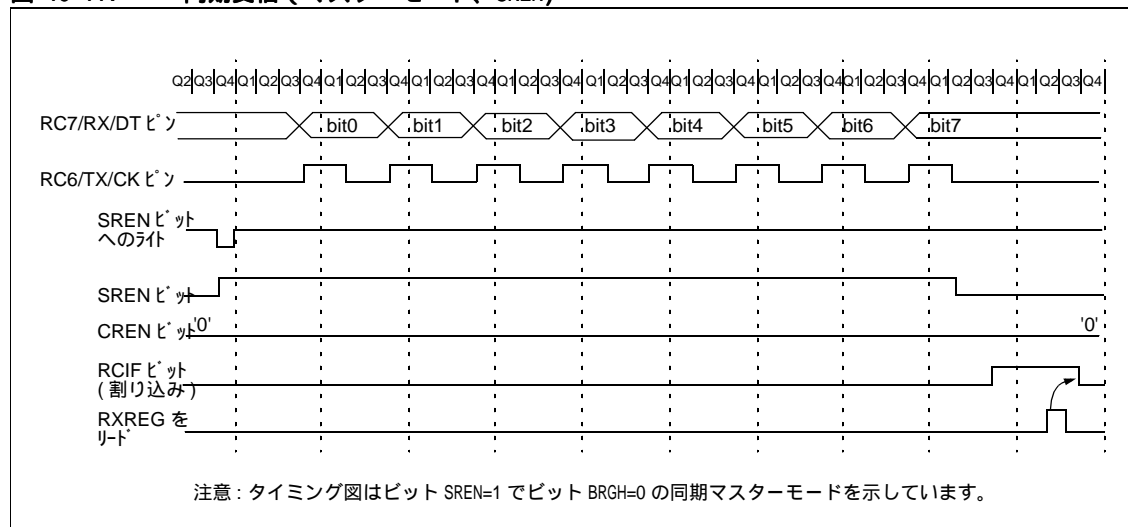 同期受信 ( マスター モード、 SREN)
Q2 Q3 Q4 Q1 Q2 Q3 Q4 Q1 Q2 Q3 Q4 Q1 Q2 Q3 Q4 Q1 Q2 Q3 Q4 Q1 Q2 Q3 Q4 Q1 Q2 Q3 Q4 Q1 Q2 Q3 Q4 Q1 Q2 Q3 Q4 Q1 Q2 Q3 Q4 Q1 Q2 Q3 Q4
RC7/RX/DT ﾋﾟﾝ bit0 bit1 bit2 bit3 bit4 bit5 bit6 bit7
RC6/TX/CK ﾋﾟﾝ
SREN ﾋﾞｯﾄ
へのﾗｲﾄ
SREN ﾋﾞｯﾄ
CREN ﾋﾞｯﾄ '0' '0'
RCIF ﾋﾞｯﾄ
( 割り込み )
RXREG を
ﾘｰﾄﾞ
注意 : タイミング図はビット SREN=1 でビット BRGH=0 の同期マスターモードを示しています。